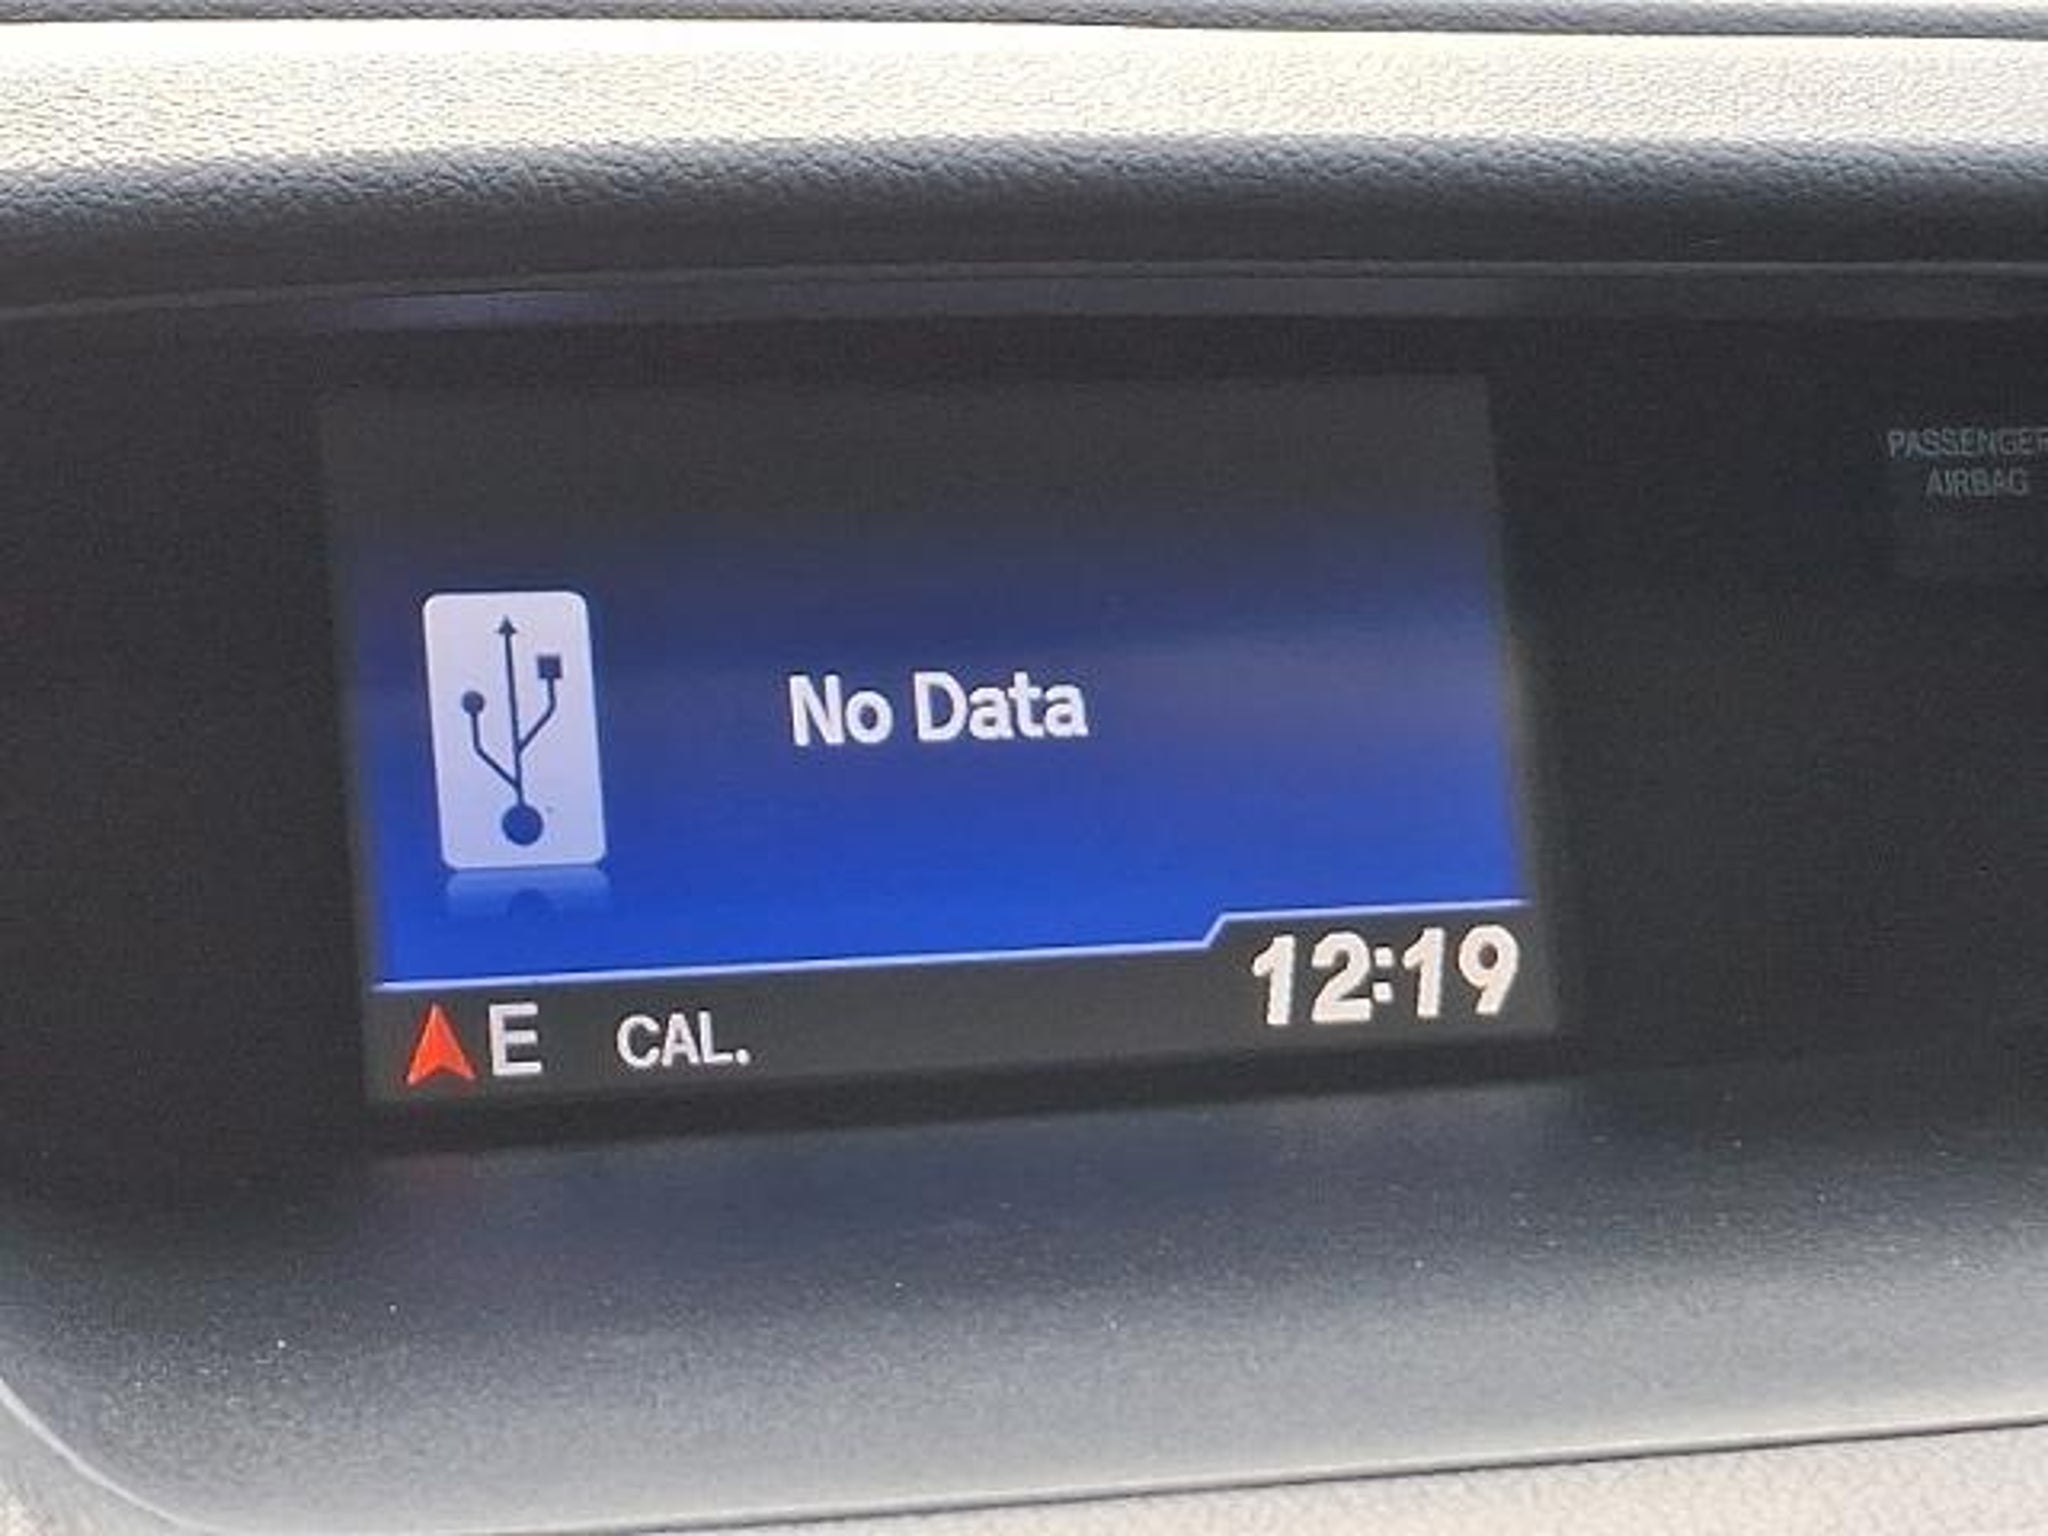 PASSENGER
AIRBAG
No Data
12:19
E CAL.